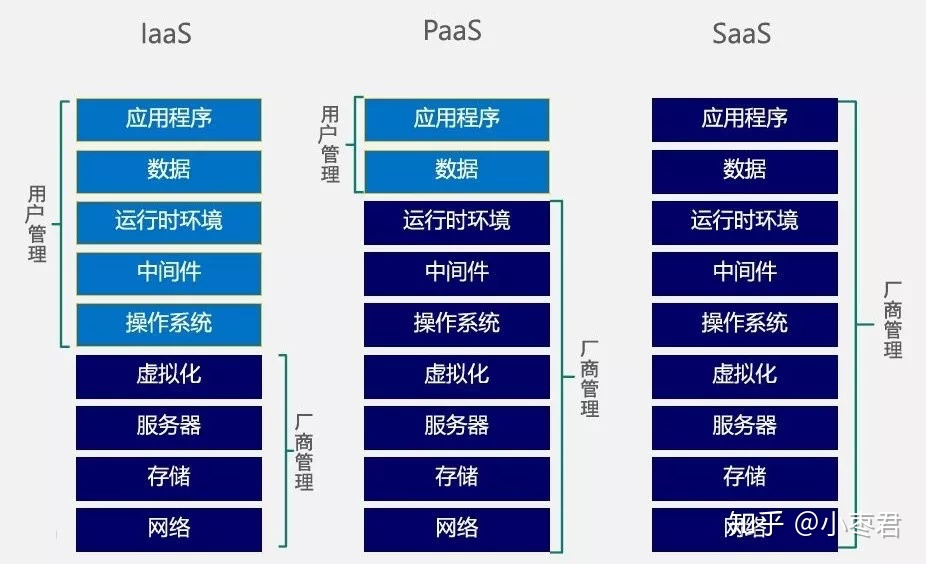 IaaS
PaaS
SaaS
用户管理
应用程序
数据
运行时环境
中间件
操作系统
虚拟化
服务器
存储
网络
厂商管理
用户管理
应用程序
数据
运行时环境
中间件
操作系统
虚拟化
服务器
存储
网络
厂商管理
应用程序
数据
运行时环境
中间件
操作系统
虚拟化
服务器
存储
网络
厂商管理
知乎 @小枣君